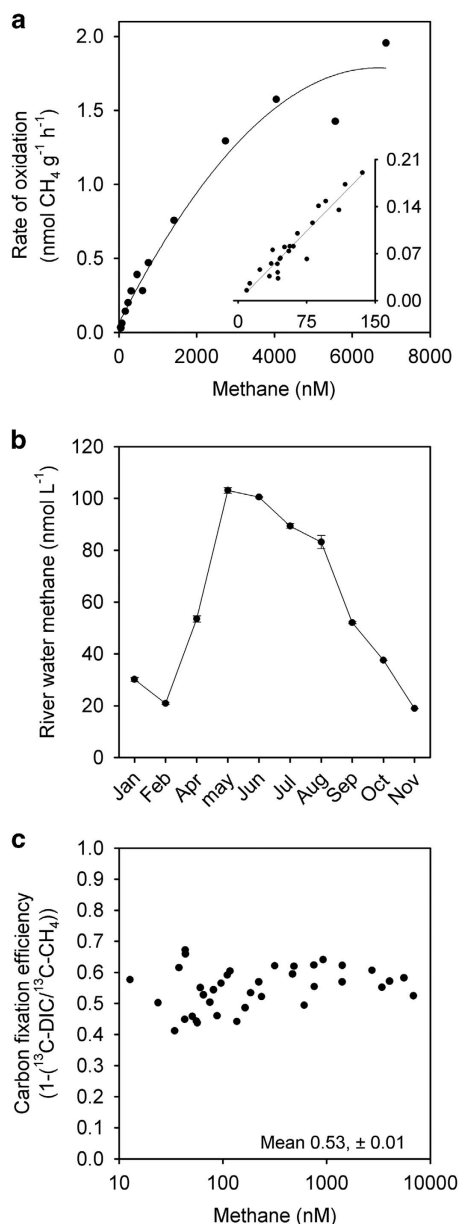 a
Rate of oxidation
(nmol CH₄ g⁻¹ h⁻¹)
2.0
1.5
1.0
0.5
0.0
0.21
0.14
0.07
0.00
0 75 150
0 2000 4000 6000 8000
Methane (nM)
b
River water methane (nmol L⁻¹)
120
100
80
60
40
20
0
Jan Feb Apr may Jun Jul Aug Sep Oct Nov
c
Carbon fixation efficiency
(1-(¹³C-DIC/¹³C-CH₄))
1.0
0.9
0.8
0.7
0.6
0.5
0.4
0.3
0.2
0.1
0.0
Mean 0.53, ± 0.01
10 100 1000 10000
Methane (nM)